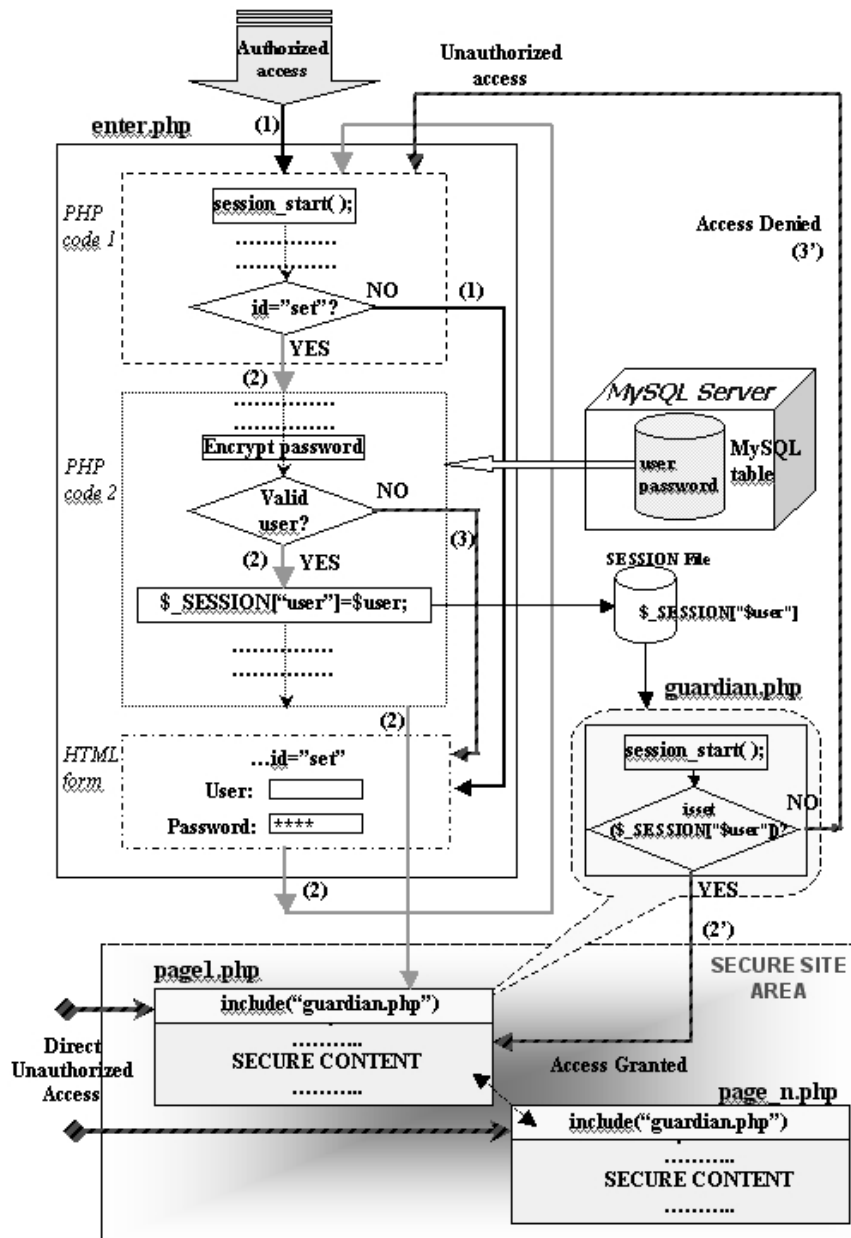 Authorized
access
Unauthorized
access
(1)
enter.php
PHP
code 1
session_start( );
..............
..............
id=”set”?
NO
(1)
YES
(2)
Access Denied
(3’)
MySQL Server
user
password
MySQL
table
PHP
code 2
..............
..............
Encrypt password
Valid
user?
NO
(3)
(2)
YES
$_SESSION[“user”]=$user;
..............
..............
SESSION File
$_SESSION["$user"]
guardian.php
session_start( );
isset
($_SESSION["$user"])?
NO
YES
(2’)
(2)
HTML
form
...id=”set”
User:
Password:
****
(2)
SECURE SITE
AREA
page1.php
include(“guardian.php”)
...........
SECURE CONTENT
...........
Direct
Unauthorized
Access
Access Granted
page_n.php
include(“guardian.php”)
...........
SECURE CONTENT
...........